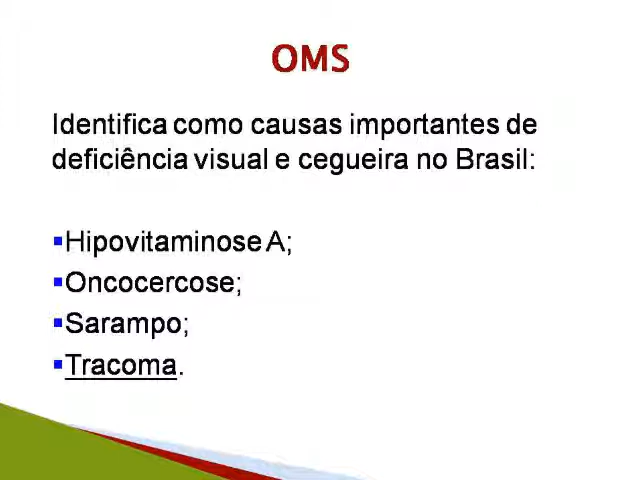 OMS
Identifica como causas importantes de
deficiência visual e cegueira no Brasil:
▪Hipovitaminose A;
▪Oncocercose;
▪Sarampo;
▪Tracoma.